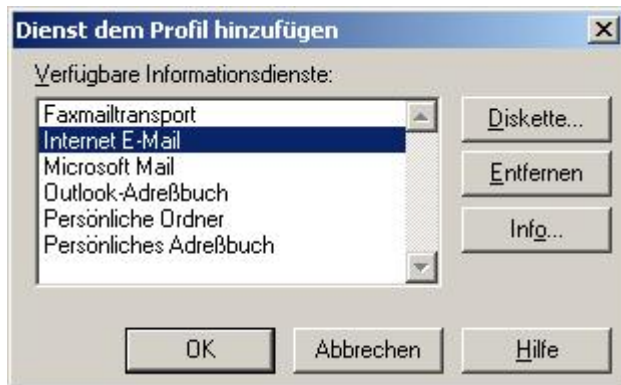 Dienst dem Profil hinzufügen
Verfügbare Informationsdienste:
Faxmailtransport
Internet E-Mail
Microsoft Mail
Outlook-Adreßbuch
Persönliche Ordner
Persönliches Adreßbuch
Diskette...
Entfernen
Info...
OK
Abbrechen
Hilfe